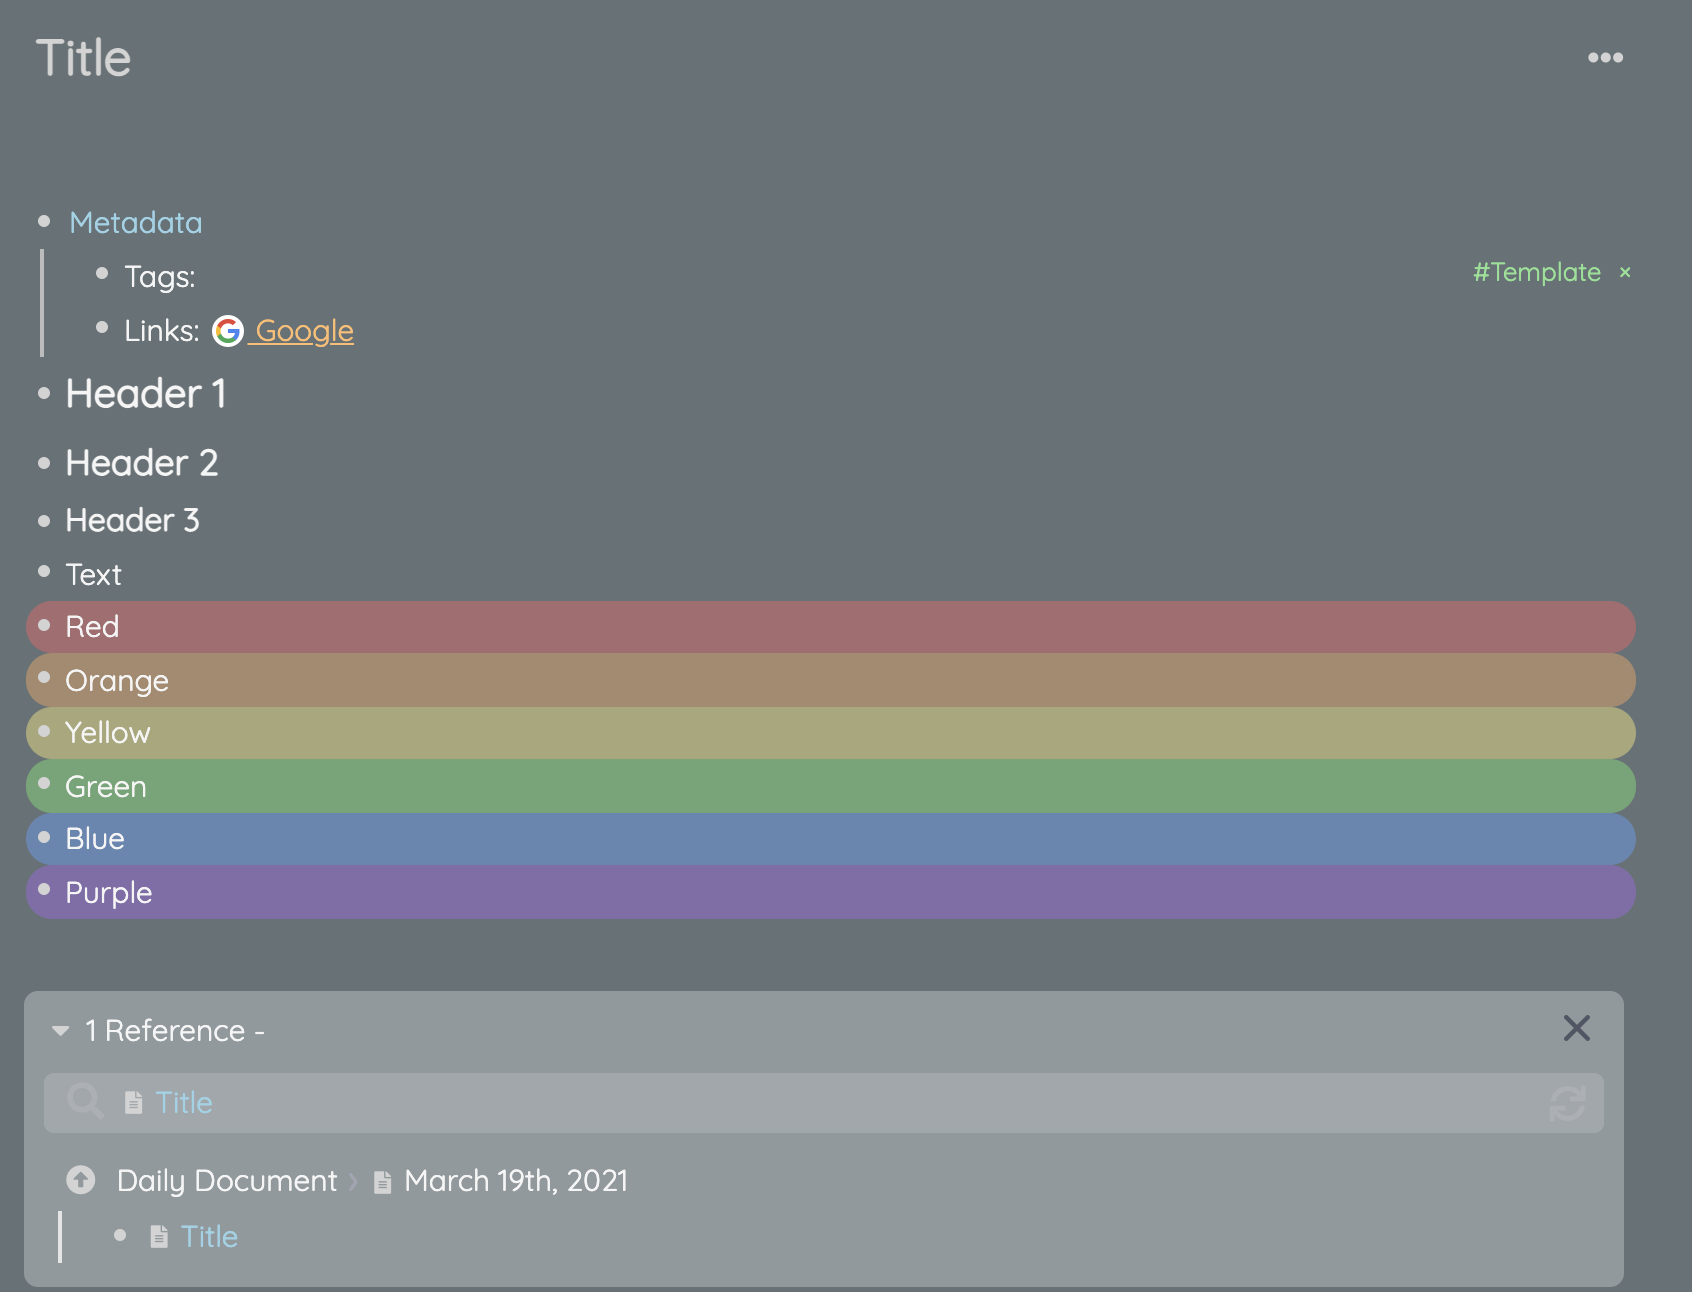 Title
Metadata
Tags: #Template ×
Links: Google
Header 1
Header 2
Header 3
Text
Red
Orange
Yellow
Green
Blue
Purple
1 Reference -
Title
Daily Document › March 19th, 2021
Title